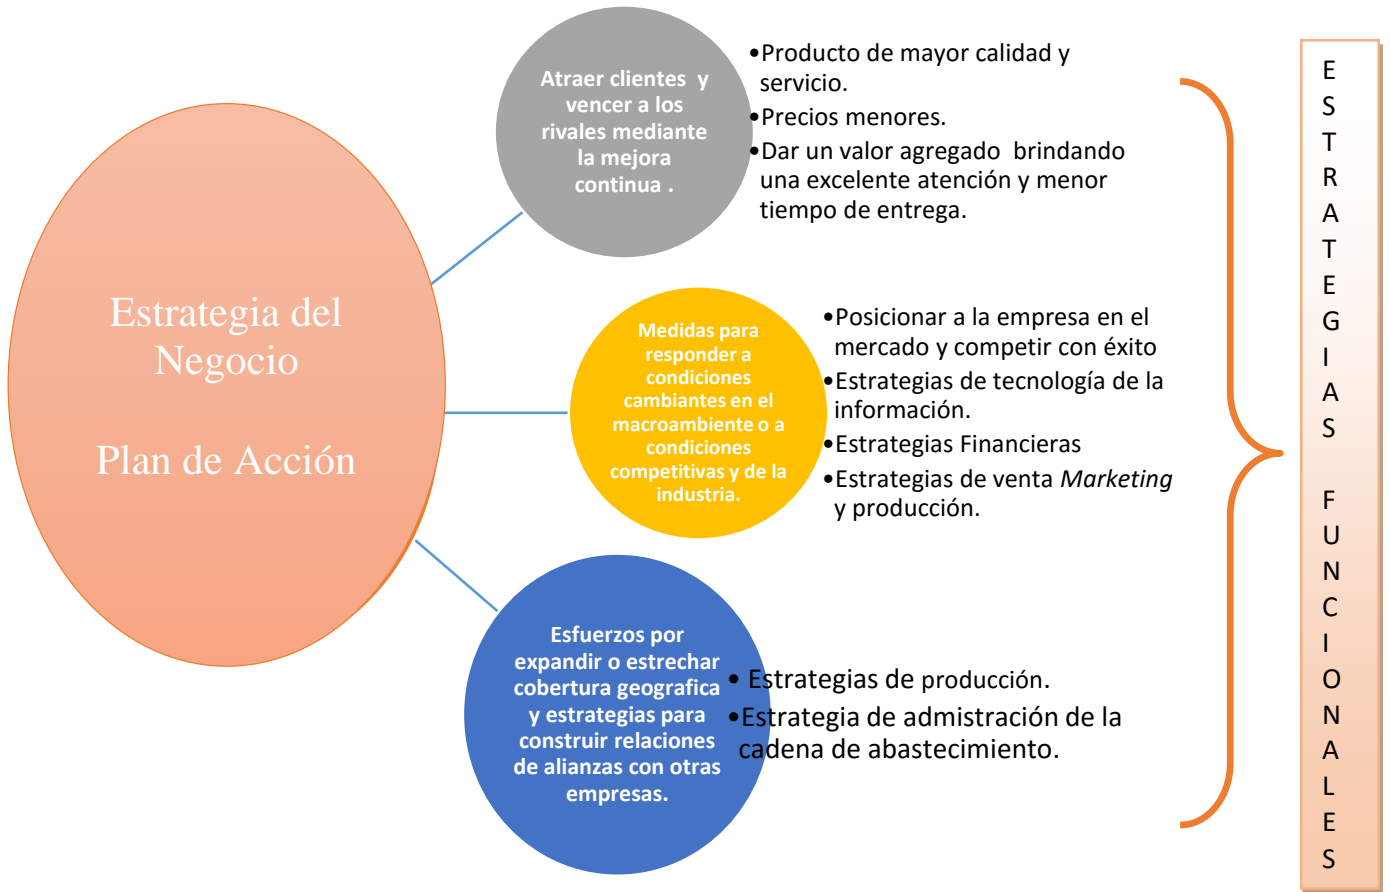 Estrategia del
Negocio
Plan de Acción
Atraer clientes y
vencer a los
rivales mediante
la mejora
continua .
•Producto de mayor calidad y
servicio.
•Precios menores.
•Dar un valor agregado brindando
una excelente atención y menor
tiempo de entrega.
Medidas para
responder a
condiciones
cambiantes en el
macroambiente o a
condiciones
competitivas y de la
industria.
•Posicionar a la empresa en el
mercado y competir con éxito
•Estrategias de tecnología de la
información.
•Estrategias Financieras
•Estrategias de venta Marketing
y producción.
Esfuerzos por
expandir o estrechar
cobertura geografica
y estrategias para
construir relaciones
de alianzas con otras
empresas.
• Estrategias de producción.
•Estrategia de admistración de la
cadena de abastecimiento.
E
S
T
R
A
T
E
G
I
A
S
F
U
N
C
I
O
N
A
L
E
S